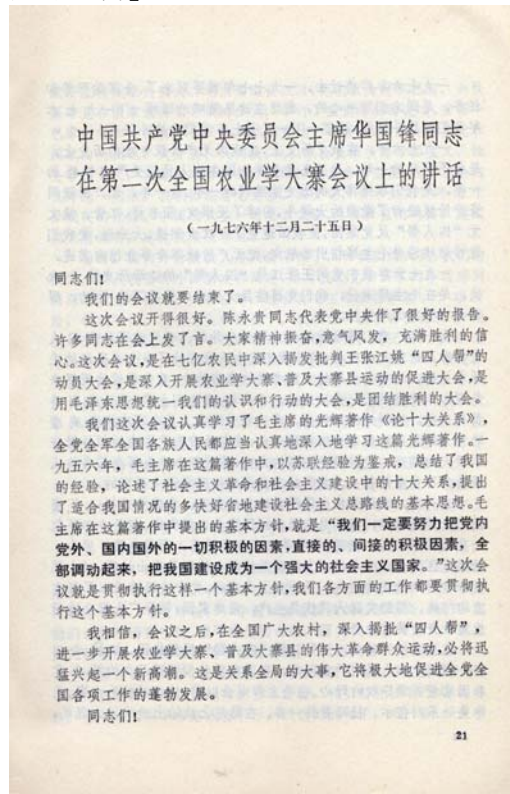 中国共产党中央委员会主席华国锋同志
在第二次全国农业学大寨会议上的讲话
（一九七六年十二月二十五日）
同志们！
我们的会议就要结束了。
这次会议开得很好。陈永贵同志代表党中央作了很好的报告。
许多同志在会上发了言。大家精神振奋，意气风发，充满胜利的信
心。这次会议，是在七亿农民中深入揭发批判王张江姚“四人帮”的
动员大会，是深入开展农业学大寨、普及大寨县运动的促进大会，是
用毛泽东思想统一我们的认识和行动的大会，是团结胜利的大会。
我们这次会议认真学习了毛主席的光辉著作《论十大关系》，
全党全军全国各族人民都应当认真地深入地学习这篇光辉著作。一
九五六年，毛主席在这篇著作中，以苏联经验为鉴戒，总结了我国
的经验，论述了社会主义革命和社会主义建设中的十大关系，提出
了适合我国情况的多快好省地建设社会主义总路线的基本思想。毛
主席在这篇著作中提出的基本方针，就是“我们一定要努力把党内
党外、国内国外的一切积极的因素，直接的、间接的积极因素，全
部调动起来，把我国建设成为一个强大的社会主义国家。”这次会
议就是贯彻执行这样一个基本方针，我们各方面的工作都要贯彻执
行这个基本方针。
我相信，会议之后，在全国广大农村，深入揭批“四人帮”，
进一步开展农业学大寨、普及大寨县的伟大革命群众运动，必将迅
猛兴起一个新高潮。这是关系全局的大事，它将极大地促进全党全
国各项工作的蓬勃发展。
同志们！
21